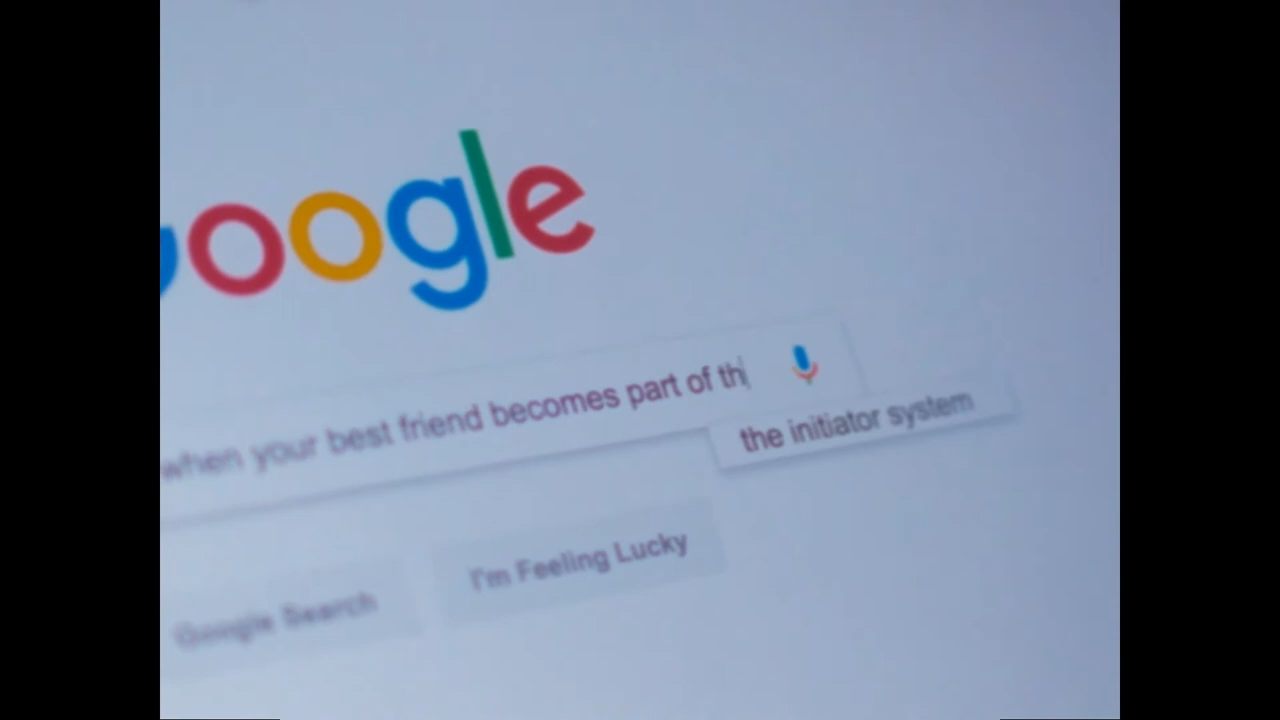 oogle
when your best friend becomes part of th
the initiator system
Google Search
I'm Feeling Lucky